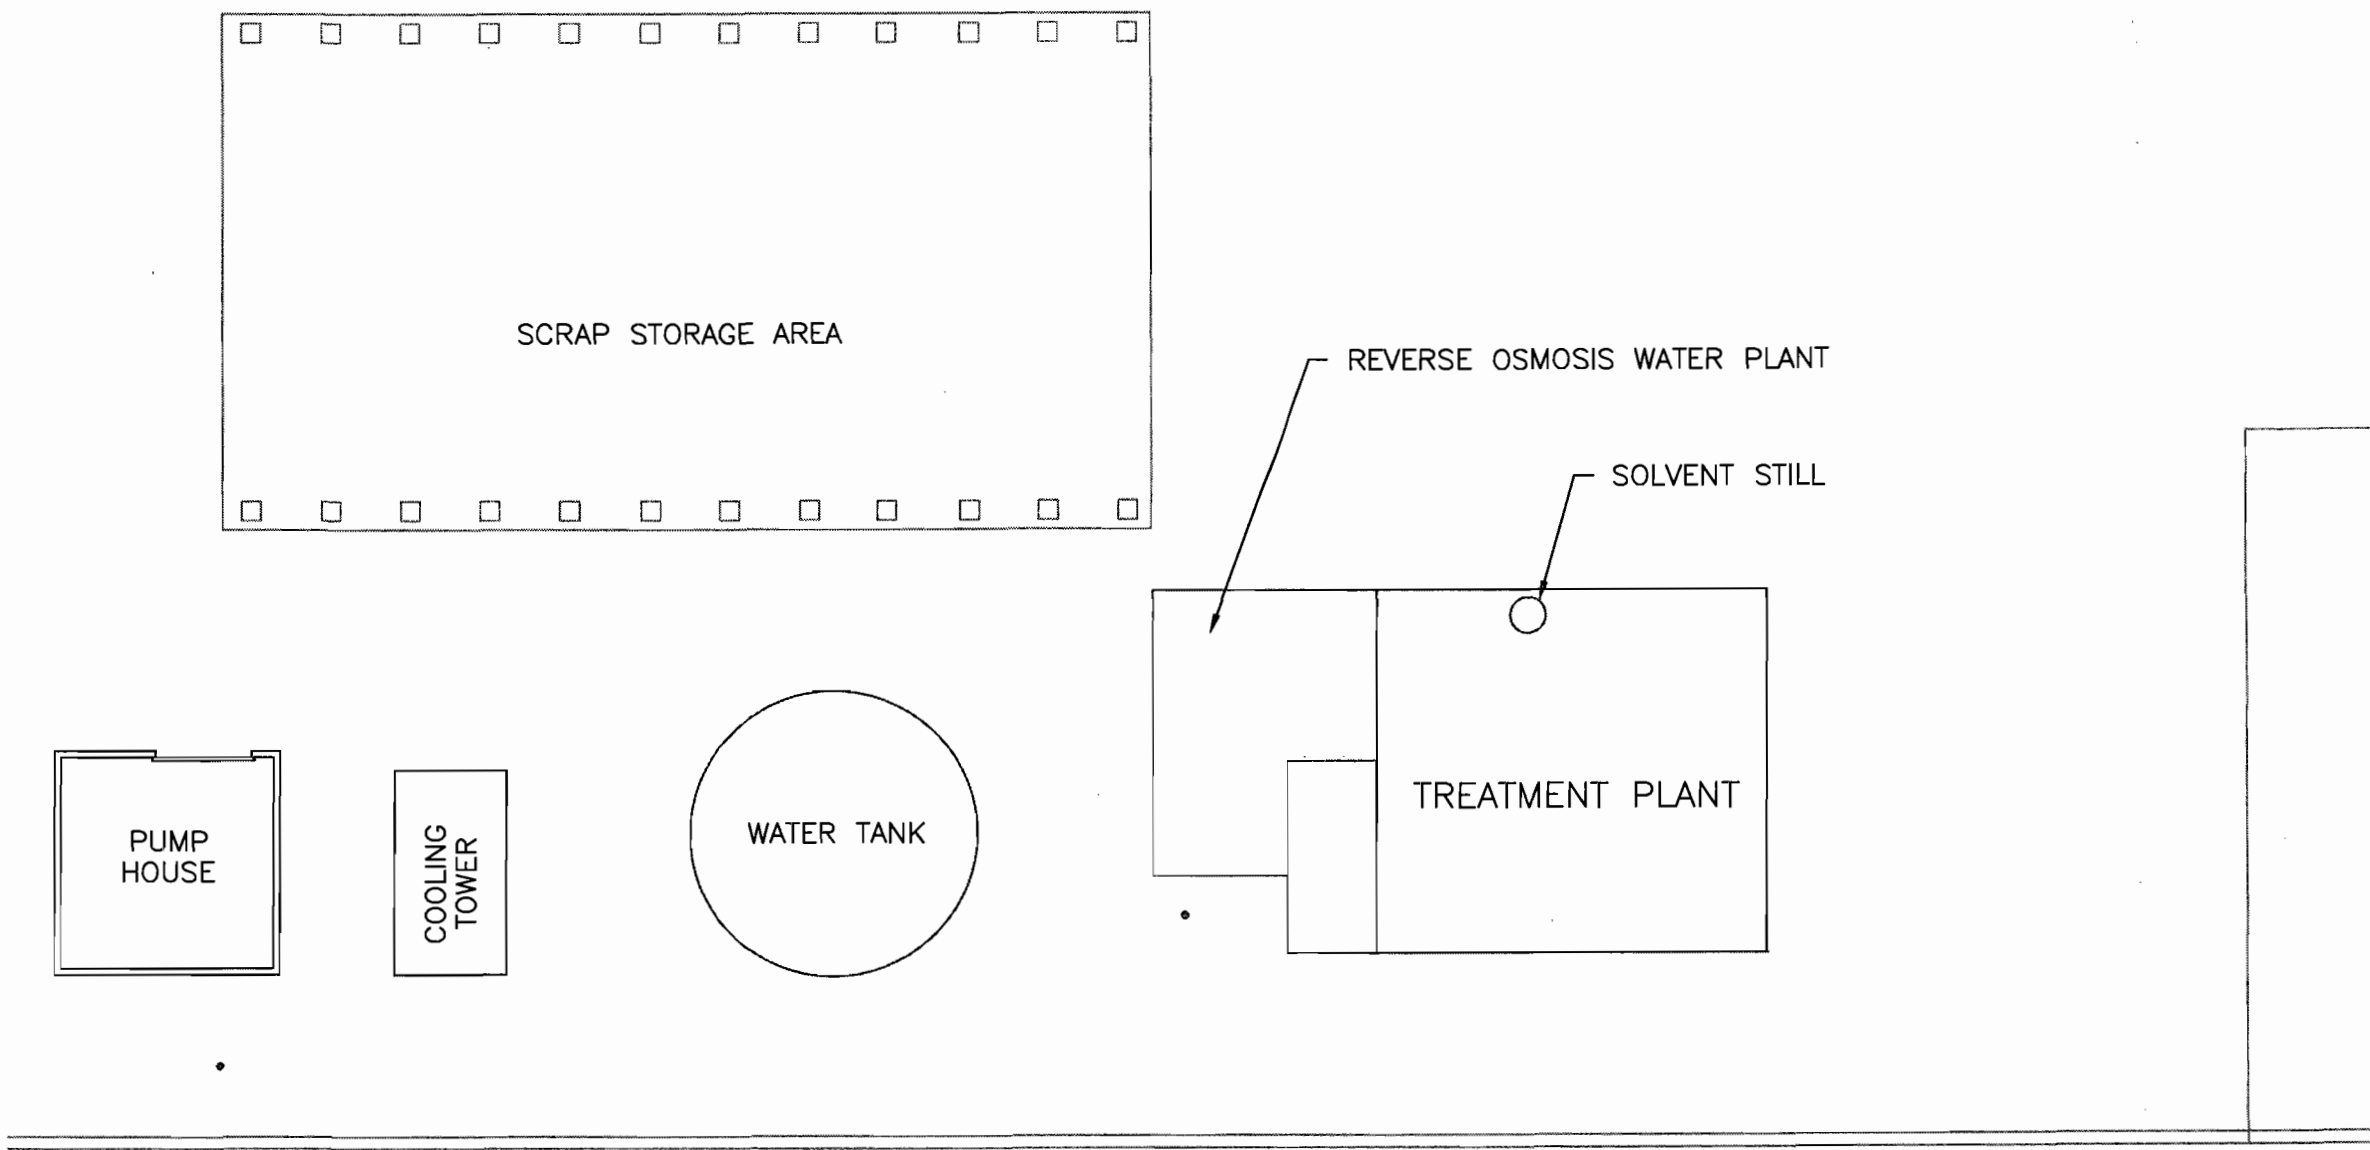 SCRAP STORAGE AREA
REVERSE OSMOSIS WATER PLANT
SOLVENT STILL
TREATMENT PLANT
WATER TANK
PUMP
HOUSE
COOLING
TOWER